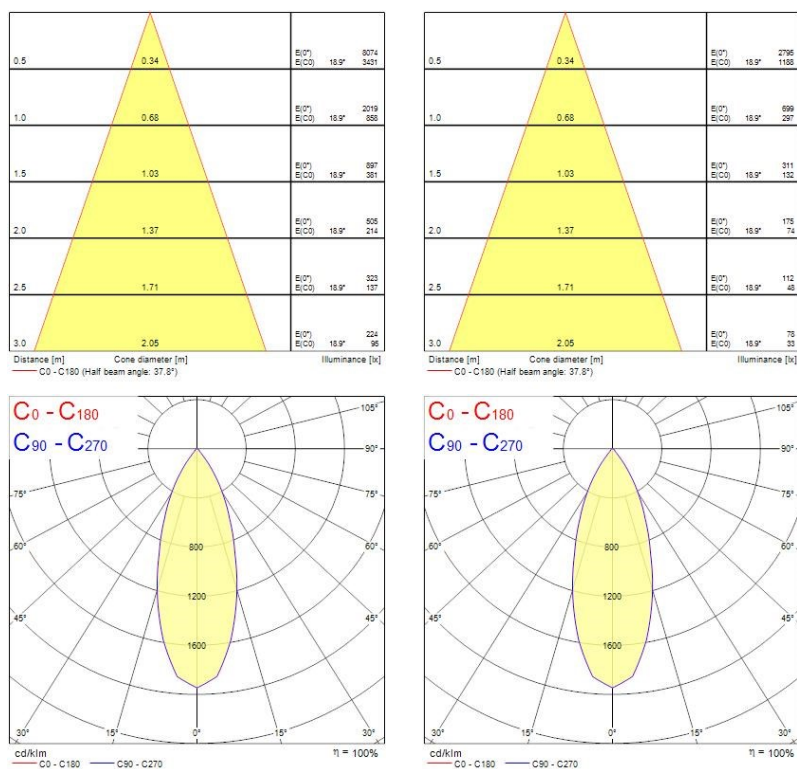 E(0°) 8074
0.5 0.34 E(C0) 18.9° 3431
E(0°) 2019
1.0 0.68 E(C0) 18.9° 858
E(0°) 897
1.5 1.03 E(C0) 18.9° 381
E(0°) 505
2.0 1.37 E(C0) 18.9° 214
E(0°) 323
2.5 1.71 E(C0) 18.9° 137
E(0°) 224
3.0 2.05 E(C0) 18.9° 95
Distance [m] Cone diameter [m] Illuminance [lx]
C0 - C180 (Half beam angle: 37.8°)
E(0°) 2795
0.5 0.34 E(C0) 18.9° 1188
E(0°) 699
1.0 0.68 E(C0) 18.9° 297
E(0°) 311
1.5 1.03 E(C0) 18.9° 132
E(0°) 175
2.0 1.37 E(C0) 18.9° 74
E(0°) 112
2.5 1.71 E(C0) 18.9° 48
E(0°) 78
3.0 2.05 E(C0) 18.9° 33
Distance [m] Cone diameter [m] Illuminance [lx]
C0 - C180 (Half beam angle: 37.8°)
C0 - C180
105°
C90 - C270
90°
75° 75°
800
60° 60°
1200
45° 45°
1600
30° 15° 0° 15° 30°
cd/klm η = 100%
C0 - C180 C90 - C270
C0 - C180
105°
C90 - C270
90°
75° 75°
800
60° 60°
1200
45° 45°
1600
30° 15° 0° 15° 30°
cd/klm η = 100%
C0 - C180 C90 - C270